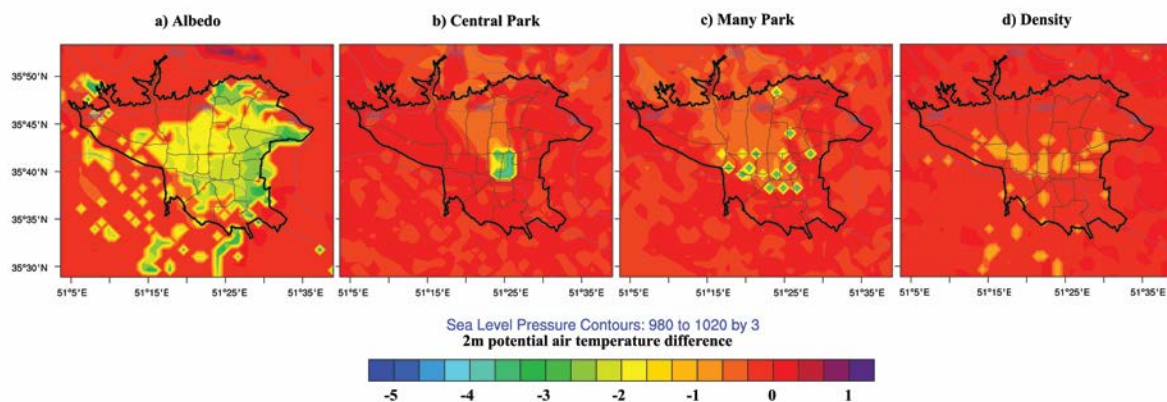 a) Albedo b) Central Park c) Many Park d) Density
35°50'N
35°45'N
35°40'N
35°35'N
35°30'N
51°5'E 51°15'E 51°25'E 51°35'E 51°5'E 51°15'E 51°25'E 51°35'E 51°5'E 51°15'E 51°25'E 51°35'E 51°5'E 51°15'E 51°25'E 51°35'E
Sea Level Pressure Contours: 980 to 1020 by 3
2m potential air temperature difference
-5 -4 -3 -2 -1 0 1